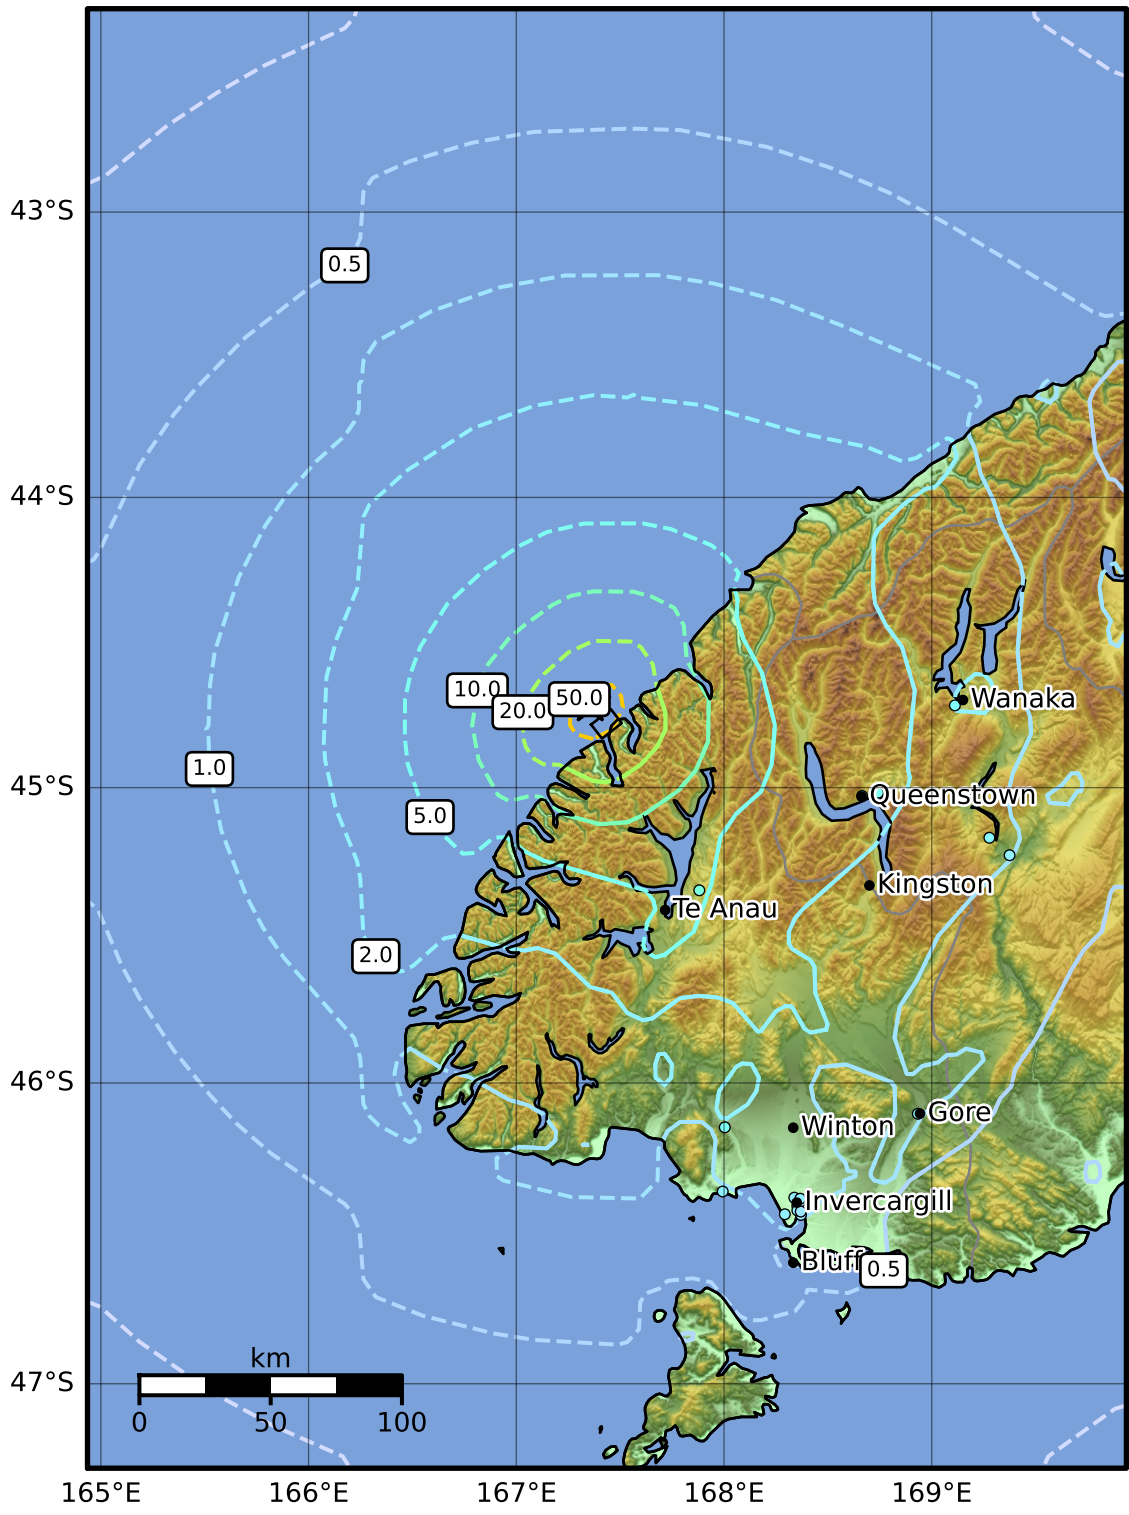 43°S
0.5
44°S
10.0
20.0
50.0
Wanaka
1.0
45°S
Queenstown
5.0
Kingston
Te Anau
2.0
46°S
Gore
Winton
Invercargill
Bluff
0.5
km
47°S
0
50
100
165°E
166°E
167°E
168°E
169°E